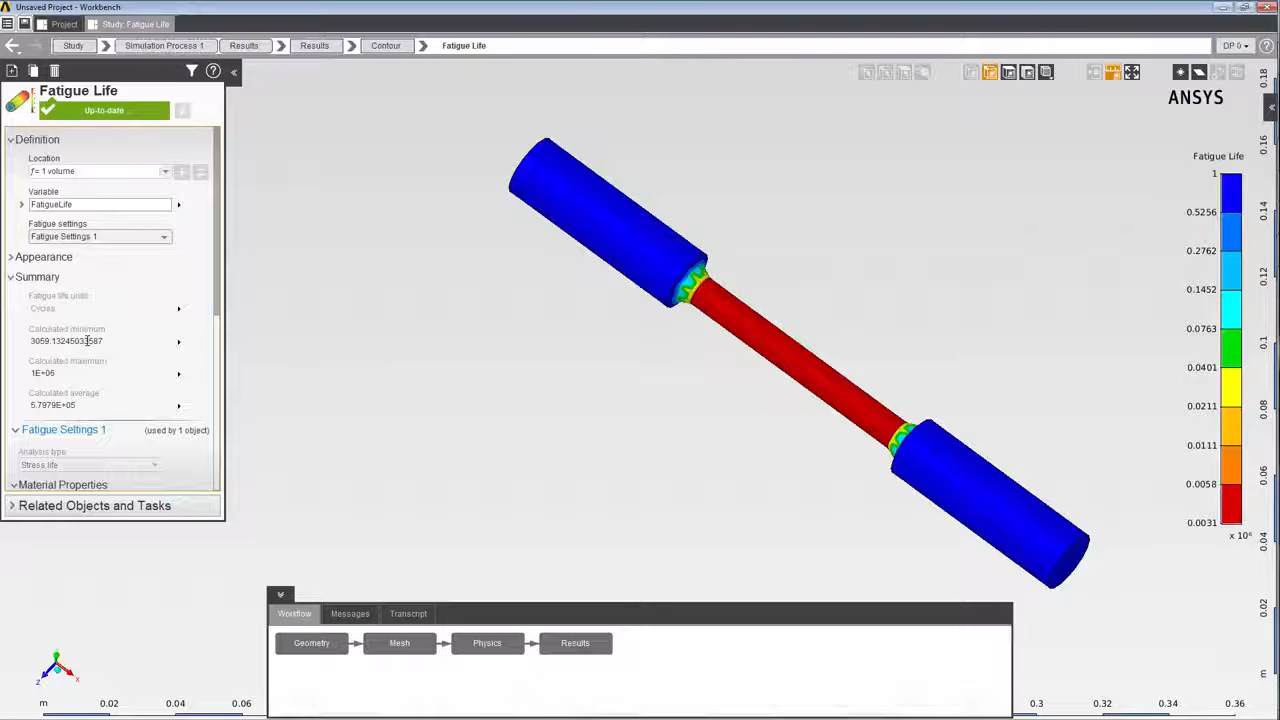 Unsaved Project - Workbench
Project
Study: Fatigue Life
Study
Simulation Process 1
Results
Results
Contour
Fatigue Life
DP 0
Fatigue Life
Up-to-date
Definition
Location
ƒ= 1 volume
Variable
FatigueLife
Fatigue settings
Fatigue Settings 1
Appearance
Summary
Fatigue life units
Cycles
Calculated minimum
3059.13245033587
Calculated maximum
1E+06
Calculated average
5.7979E+05
Fatigue Settings 1
(used by 1 object)
Analysis type
Stress life
Material Properties
Related Objects and Tasks
ANSYS
Fatigue Life
1
0.5256
0.2762
0.1452
0.0763
0.0401
0.0211
0.0111
0.0058
0.0031
x 10⁶
0.18
0.16
0.14
0.12
0.1
0.08
0.06
0.04
0.02
m
Workflow
Messages
Transcript
Geometry
Mesh
Physics
Results
z
x
m
0.02
0.04
0.06
0.3
0.32
0.34
0.36